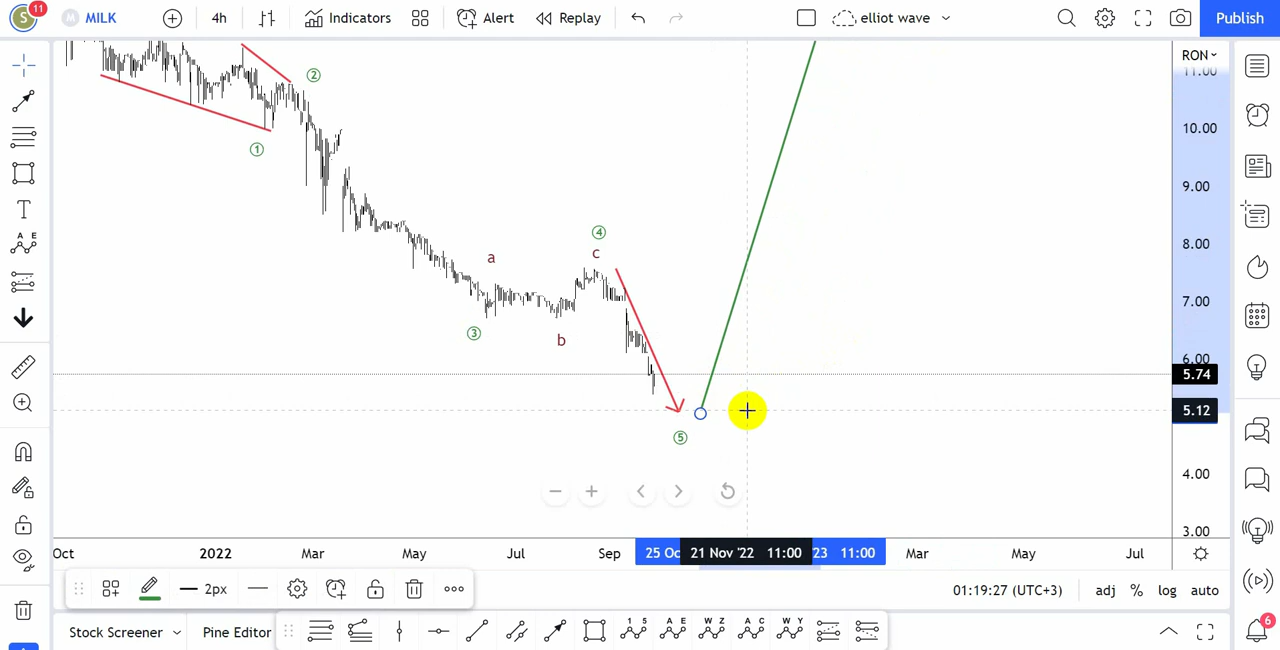 S 11 M MILK 4h Indicators Alert Replay elliot wave Publish
RON
11.00
②
10.00
①
9.00
④
8.00
a c
7.00
③ b
6.00
5.74
5.12
⑤
4.00
3.00
Oct 2022 Mar May Jul Sep 25 Oc 21 Nov '22 11:00 '23 11:00 Mar May Jul
2px 01:19:27 (UTC+3) adj % log auto
Stock Screener Pine Editor 1 5 A E W Z A C W Y
T
A E
6